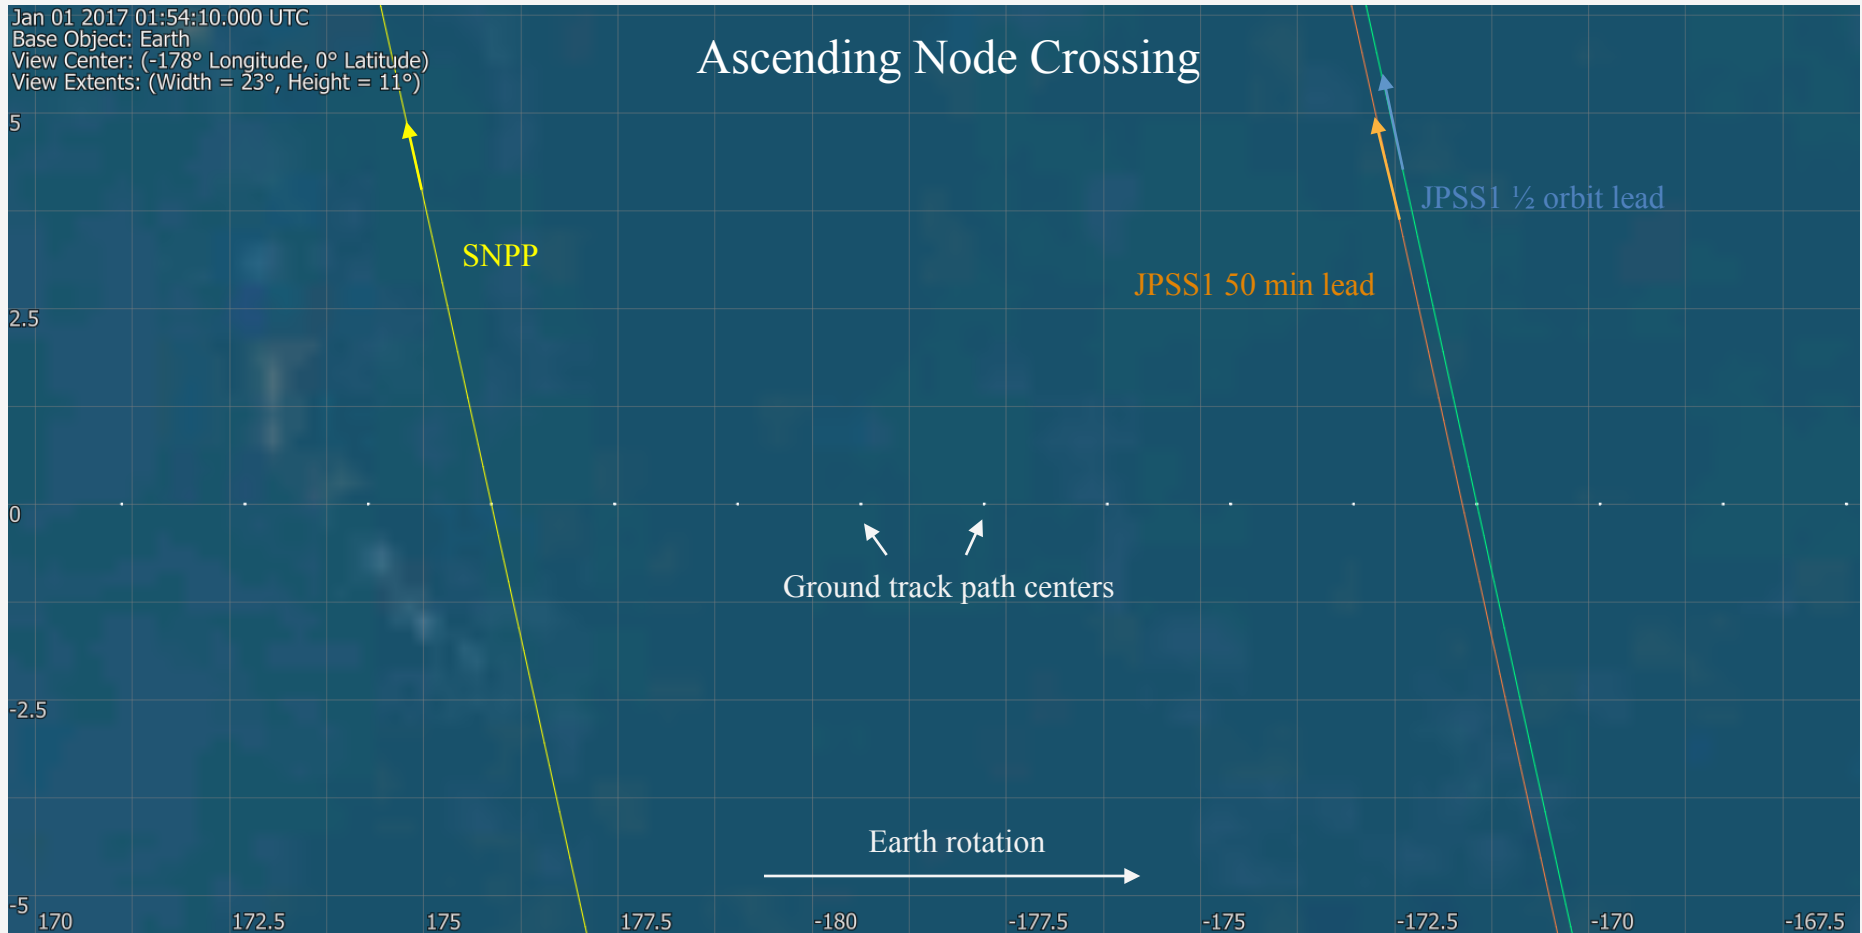 Jan 01 2017 01:54:10.000 UTC
Base Object: Earth
View Center: (-178° Longitude, 0° Latitude)
View Extents: (Width = 23°, Height = 11°)
Ascending Node Crossing
5
JPSS1 ½ orbit lead
SNPP
JPSS1 50 min lead
2.5
0
Ground track path centers
-2.5
Earth rotation
-5
170 172.5 175 177.5 -180 -177.5 -175 -172.5 -170 -167.5